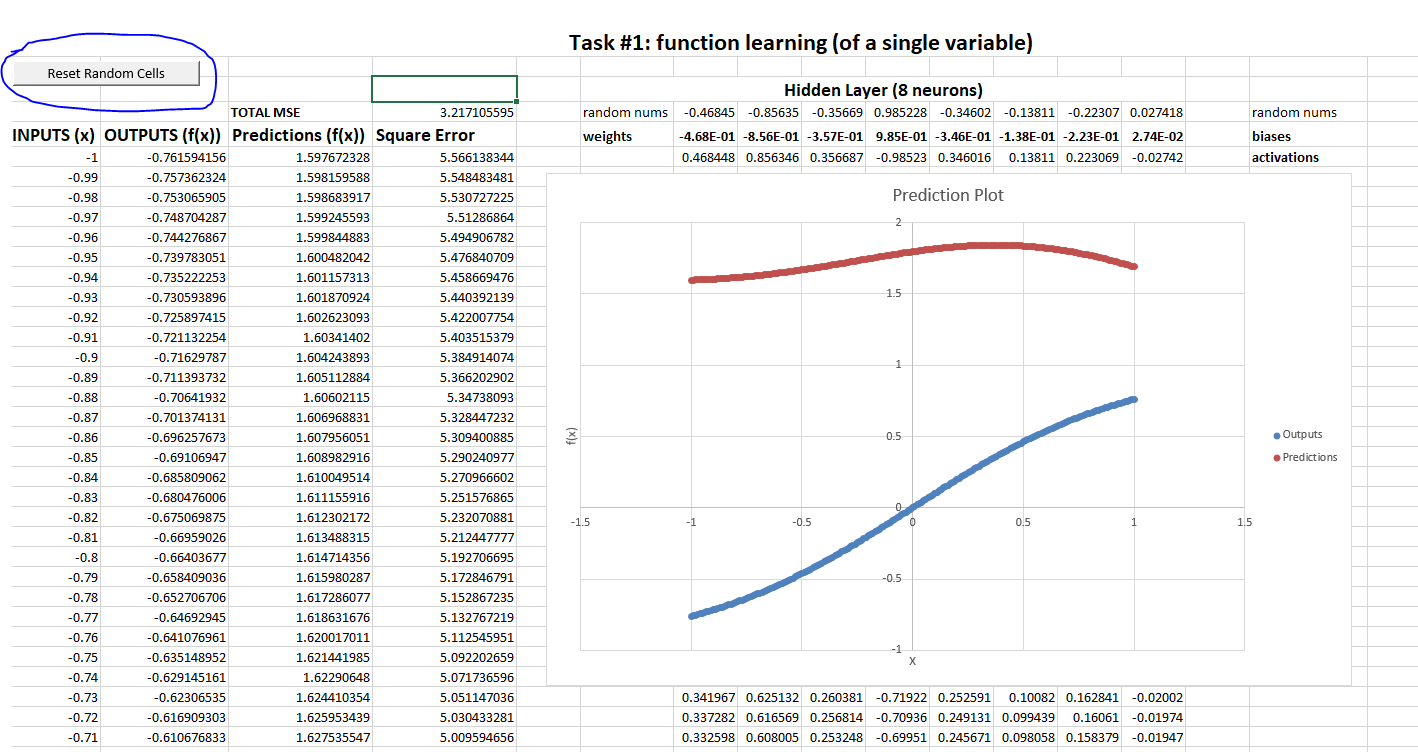 Task #1: function learning (of a single variable)
Reset Random Cells
Hidden Layer (8 neurons)
TOTAL MSE 3.217105595 random nums -0.46845 -0.85635 -0.35669 0.985228 -0.34602 -0.13811 -0.22307 0.027418 random nums
INPUTS (x) OUTPUTS (f(x)) Predictions (f(x)) Square Error weights -4.68E-01 -8.56E-01 -3.57E-01 9.85E-01 -3.46E-01 -1.38E-01 -2.23E-01 2.74E-02 biases
-1 -0.761594156 1.597672328 5.566138344 0.468448 0.856346 0.356687 -0.98523 0.346016 0.13811 0.223069 -0.02742 activations
-0.99 -0.757362324 1.598159588 5.548483481
-0.98 -0.753065905 1.598683917 5.530727225
-0.97 -0.748704287 1.599245593 5.51286864
-0.96 -0.744276867 1.599844883 5.494906782
-0.95 -0.739783051 1.600482042 5.476840709
-0.94 -0.735222253 1.601157313 5.458669476
-0.93 -0.730593896 1.601870924 5.440392139
-0.92 -0.725897415 1.602623093 5.422007754
-0.91 -0.721132254 1.60341402 5.403515379
-0.9 -0.71629787 1.604243893 5.384914074
-0.89 -0.711393732 1.605112884 5.366202902
-0.88 -0.70641932 1.60602115 5.34738093
-0.87 -0.701374131 1.606968831 5.328447232
-0.86 -0.696257673 1.607956051 5.309400885
-0.85 -0.69106947 1.608982916 5.290240977
-0.84 -0.685809062 1.610049514 5.270966602
-0.83 -0.680476006 1.611155916 5.251576865
-0.82 -0.675069875 1.612302172 5.232070881
-0.81 -0.66959026 1.613488315 5.212447777
-0.8 -0.66403677 1.614714356 5.192706695
-0.79 -0.658409036 1.615980287 5.172846791
-0.78 -0.652706706 1.617286077 5.152867235
-0.77 -0.64692945 1.618631676 5.132767219
-0.76 -0.641076961 1.620017011 5.112545951
-0.75 -0.635148952 1.621441985 5.092202659
-0.74 -0.629145161 1.62290648 5.071736596
-0.73 -0.62306535 1.624410354 5.051147036 0.341967 0.625132 0.260381 -0.71922 0.252591 0.10082 0.162841 -0.02002
-0.72 -0.616909303 1.625953439 5.030433281 0.337282 0.616569 0.256814 -0.70936 0.249131 0.099439 0.16061 -0.01974
-0.71 -0.610676833 1.627535547 5.009594656 0.332598 0.608005 0.253248 -0.69951 0.245671 0.098058 0.158379 -0.01947
Prediction Plot
2
1.5
1
0.5
0
-0.5
-1
-1.5 -1 -0.5 0 0.5 1 1.5
f(x)
X
Outputs
Predictions